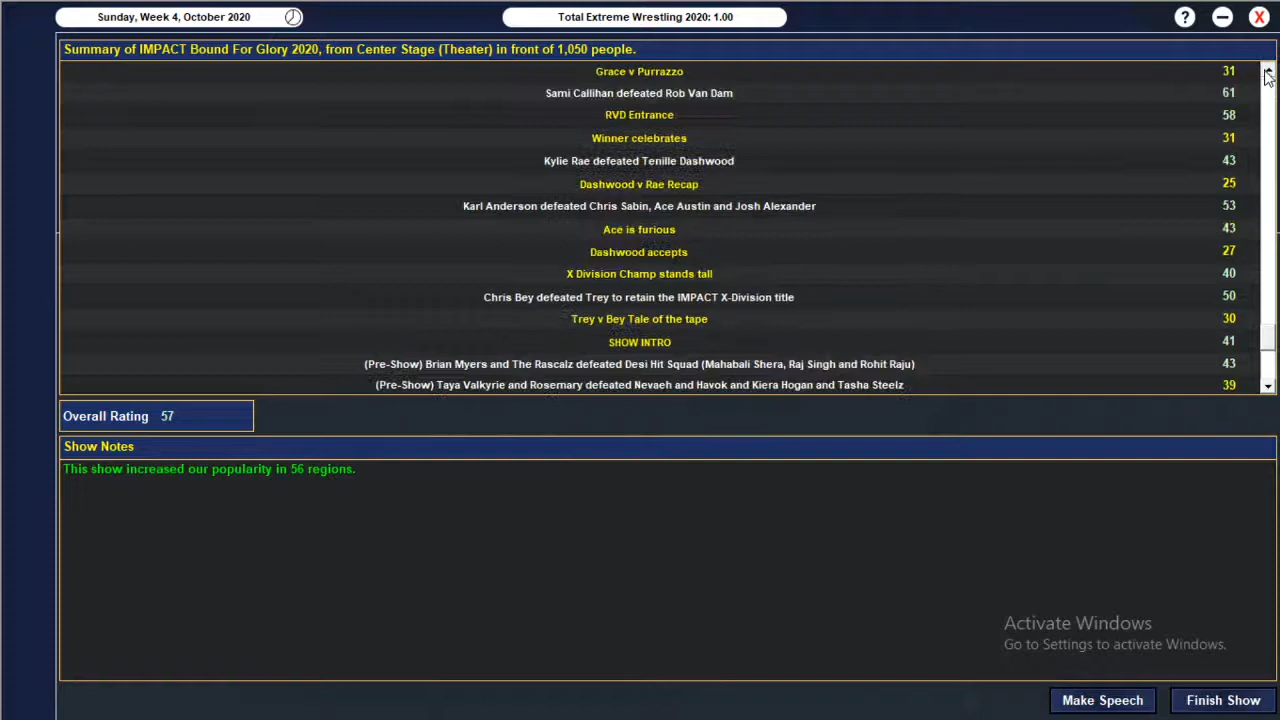 Sunday, Week 4, October 2020
Total Extreme Wrestling 2020: 1.00
?
X
Summary of IMPACT Bound For Glory 2020, from Center Stage (Theater) in front of 1,050 people.
Grace v Purrazzo 31
Sami Callihan defeated Rob Van Dam 61
RVD Entrance 58
Winner celebrates 31
Kylie Rae defeated Tenille Dashwood 43
Dashwood v Rae Recap 25
Karl Anderson defeated Chris Sabin, Ace Austin and Josh Alexander 53
Ace is furious 43
Dashwood accepts 27
X Division Champ stands tall 40
Chris Bey defeated Trey to retain the IMPACT X-Division title 50
Trey v Bey Tale of the tape 30
SHOW INTRO 41
(Pre-Show) Brian Myers and The Rascalz defeated Desi Hit Squad (Mahabali Shera, Raj Singh and Rohit Raju) 43
(Pre-Show) Taya Valkyrie and Rosemary defeated Nevaeh and Havok and Kiera Hogan and Tasha Steelz 39
Overall Rating 57
Show Notes
This show increased our popularity in 56 regions.
Activate Windows
Go to Settings to activate Windows.
Make Speech
Finish Show